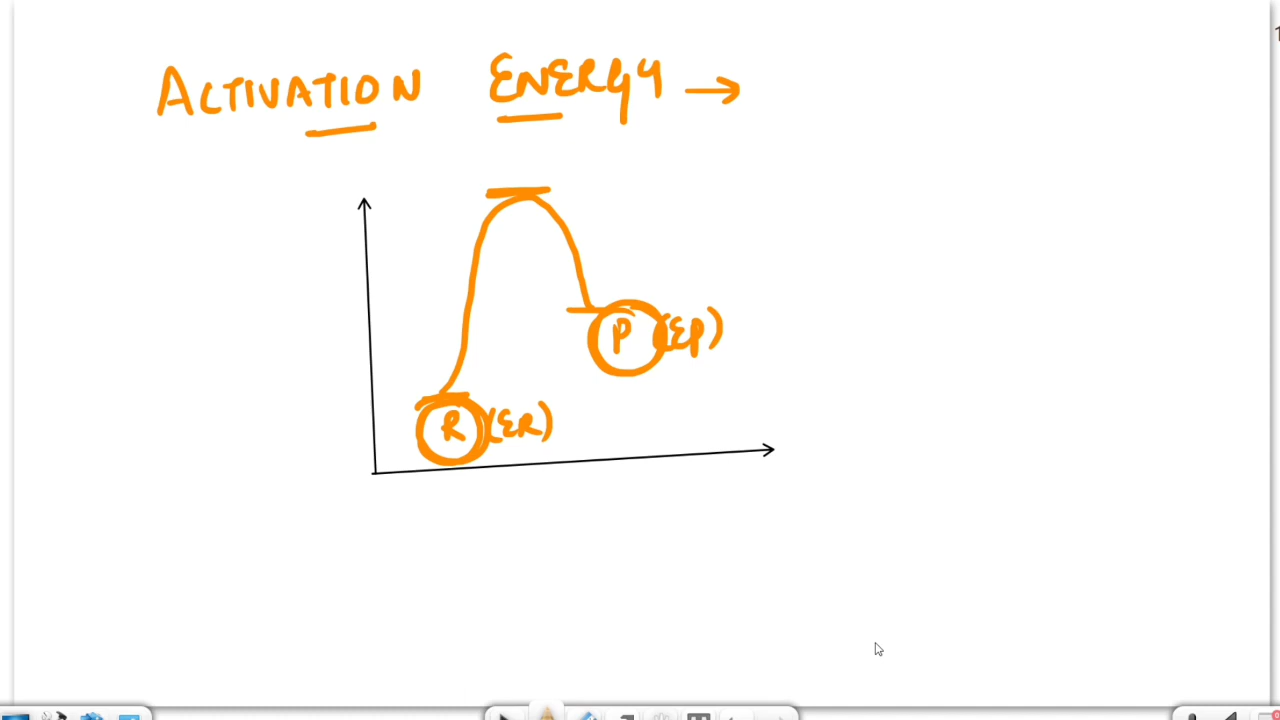 ACTIVATION ENERGY →
P (EP)
R (ER)